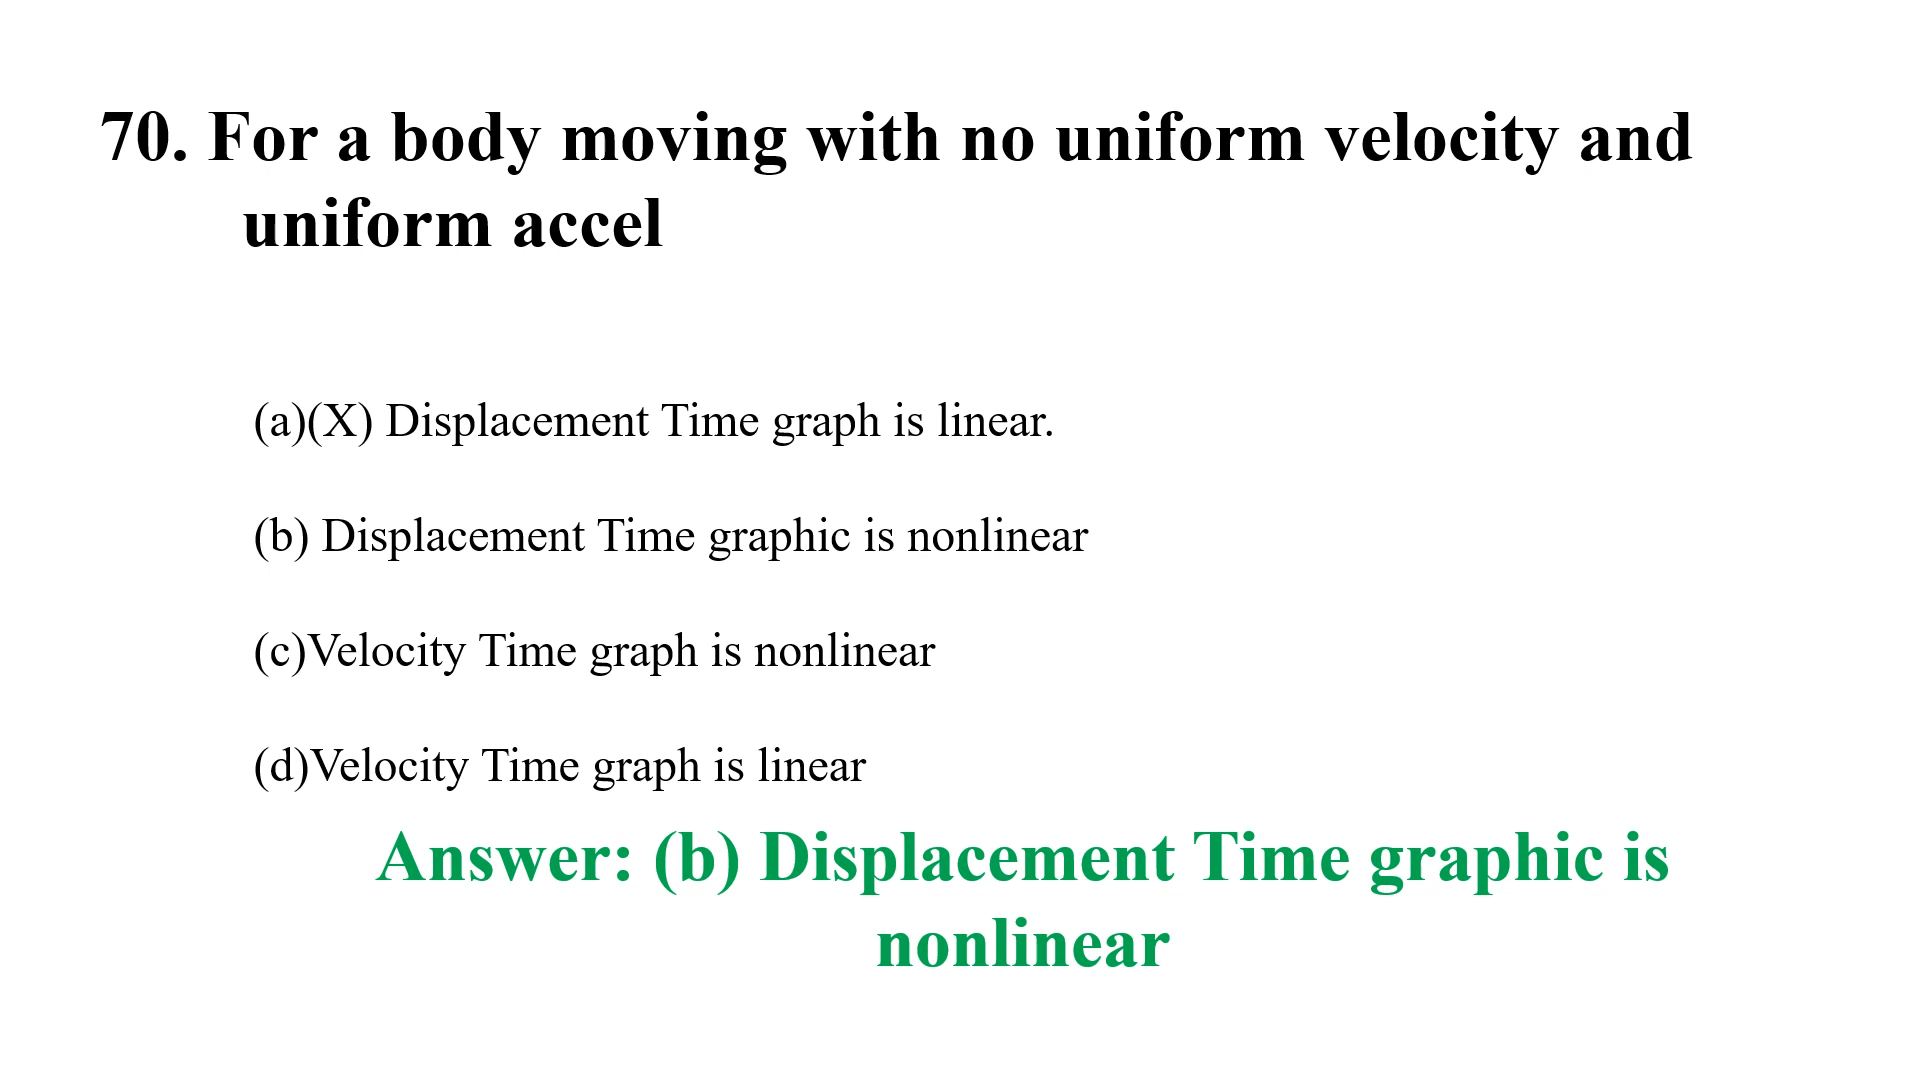 70. For a body moving with no uniform velocity and
uniform accel
(a)(X) Displacement Time graph is linear.
(b) Displacement Time graphic is nonlinear
(c)Velocity Time graph is nonlinear
(d)Velocity Time graph is linear
Answer: (b) Displacement Time graphic is
nonlinear